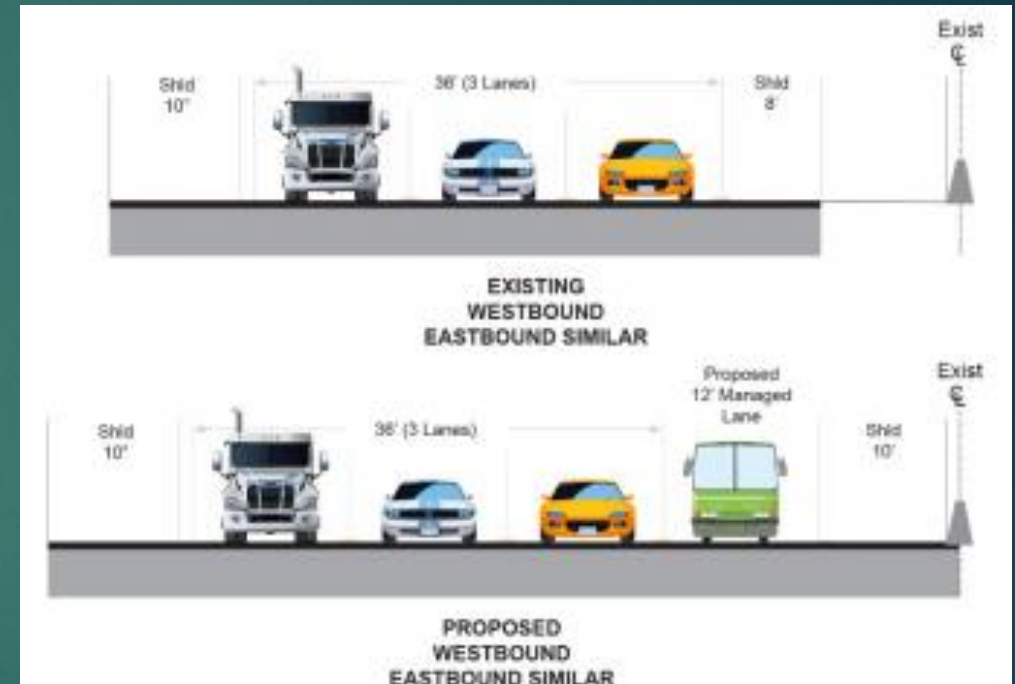 Exist
℄
Shld
10"
36' (3 Lanes)
Shld
8'
EXISTING
WESTBOUND
EASTBOUND SIMILAR
Proposed
12' Managed
Lane
Exist
℄
Shld
10"
36' (3 Lanes)
Shld
10'
PROPOSED
WESTBOUND
EASTBOUND SIMILAR